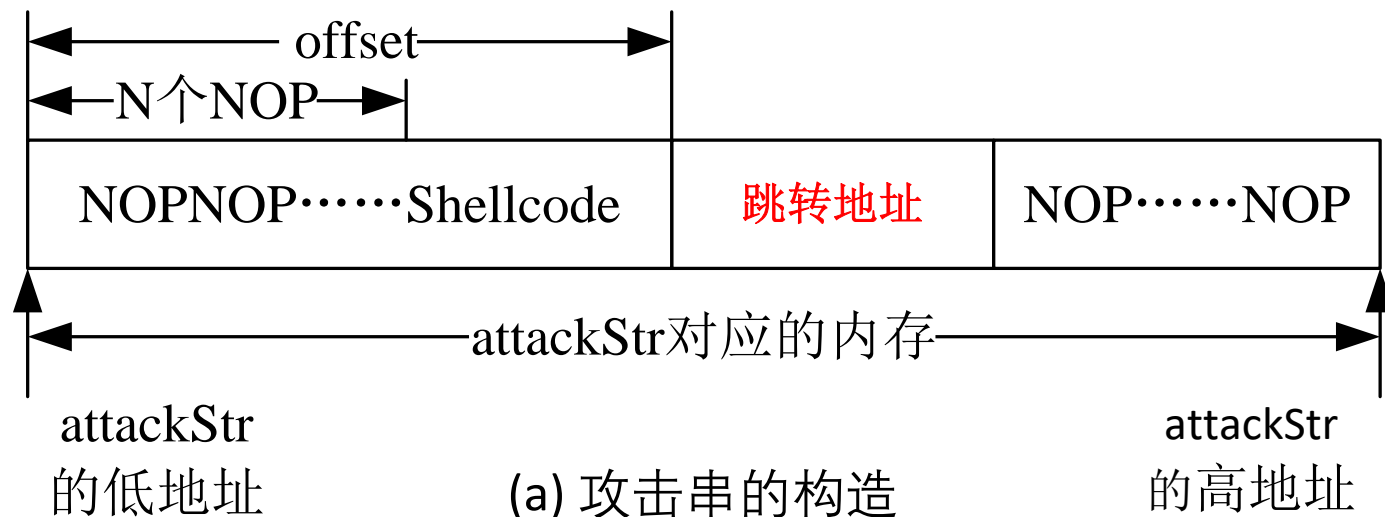 offset
N个NOP
NOPNOP……Shellcode
跳转地址
NOP……NOP
attackStr对应的内存
attackStr
的低地址
(a) 攻击串的构造
attackStr
的高地址